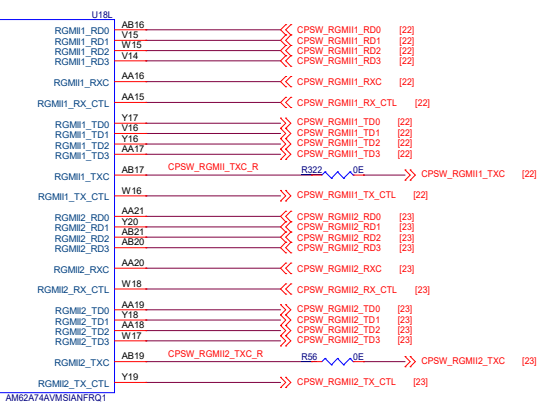 U18L
RGMII1_RD0 AB16 CPSW_RGMII1_RD0 [22]
RGMII1_RD1 V15 CPSW_RGMII1_RD1 [22]
RGMII1_RD2 W15 CPSW_RGMII1_RD2 [22]
RGMII1_RD3 V14 CPSW_RGMII1_RD3 [22]
RGMII1_RXC AA16 CPSW_RGMII1_RXC [22]
RGMII1_RX_CTL AA15 CPSW_RGMII1_RX_CTL [22]
RGMII1_TD0 Y17 CPSW_RGMII1_TD0 [22]
RGMII1_TD1 V16 CPSW_RGMII1_TD1 [22]
RGMII1_TD2 Y16 CPSW_RGMII1_TD2 [22]
RGMII1_TD3 AA17 CPSW_RGMII1_TD3 [22]
RGMII1_TXC AB17 CPSW_RGMII_TXC_R R322 0E CPSW_RGMII1_TXC [22]
RGMII1_TX_CTL W16 CPSW_RGMII1_TX_CTL [22]
RGMII2_RD0 AA21 CPSW_RGMII2_RD0 [23]
RGMII2_RD1 Y20 CPSW_RGMII2_RD1 [23]
RGMII2_RD2 AB21 CPSW_RGMII2_RD2 [23]
RGMII2_RD3 AB20 CPSW_RGMII2_RD3 [23]
RGMII2_RXC AA20 CPSW_RGMII2_RXC [23]
RGMII2_RX_CTL W18 CPSW_RGMII2_RX_CTL [23]
RGMII2_TD0 AA19 CPSW_RGMII2_TD0 [23]
RGMII2_TD1 Y18 CPSW_RGMII2_TD1 [23]
RGMII2_TD2 AA18 CPSW_RGMII2_TD2 [23]
RGMII2_TD3 W17 CPSW_RGMII2_TD3 [23]
RGMII2_TXC AB19 CPSW_RGMII2_TXC_R R56 0E CPSW_RGMII2_TXC [23]
RGMII2_TX_CTL Y19 CPSW_RGMII2_TX_CTL [23]
AM62A74AVMSIANFRQ1